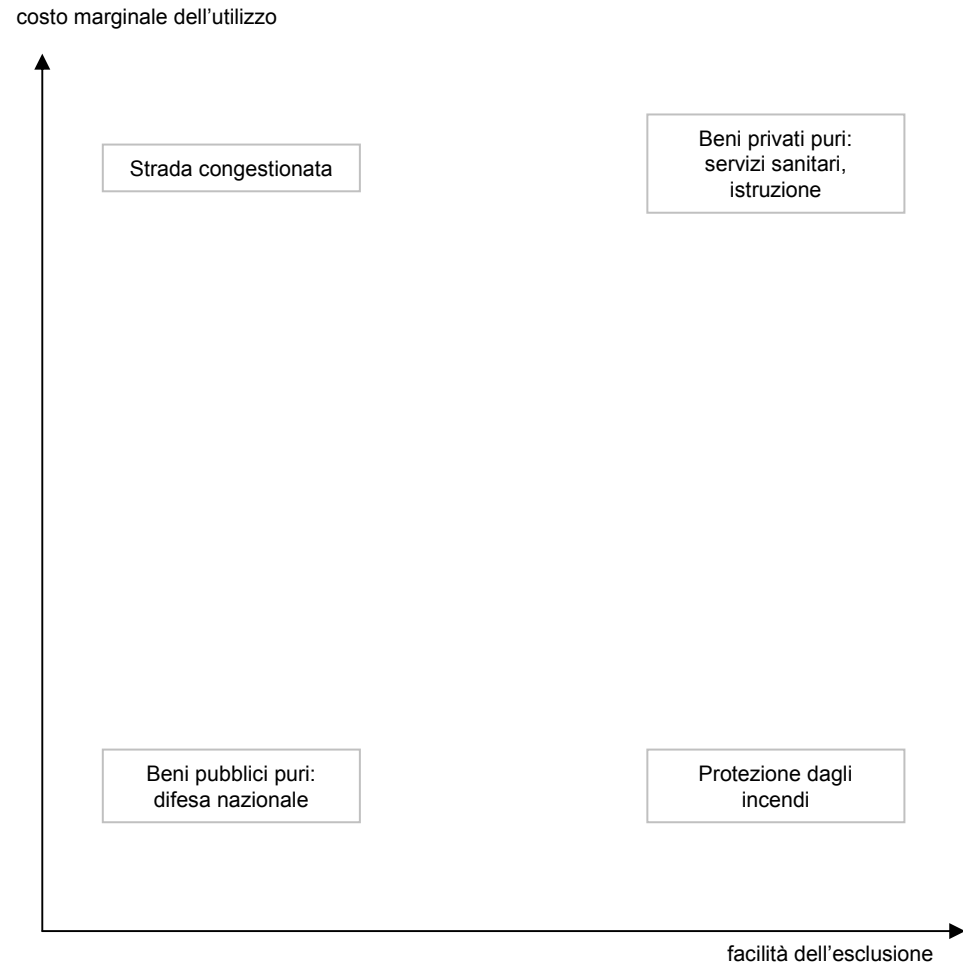 costo marginale dell’utilizzo
Strada congestionata
Beni privati puri:
servizi sanitari,
istruzione
Beni pubblici puri:
difesa nazionale
Protezione dagli
incendi
facilità dell’esclusione